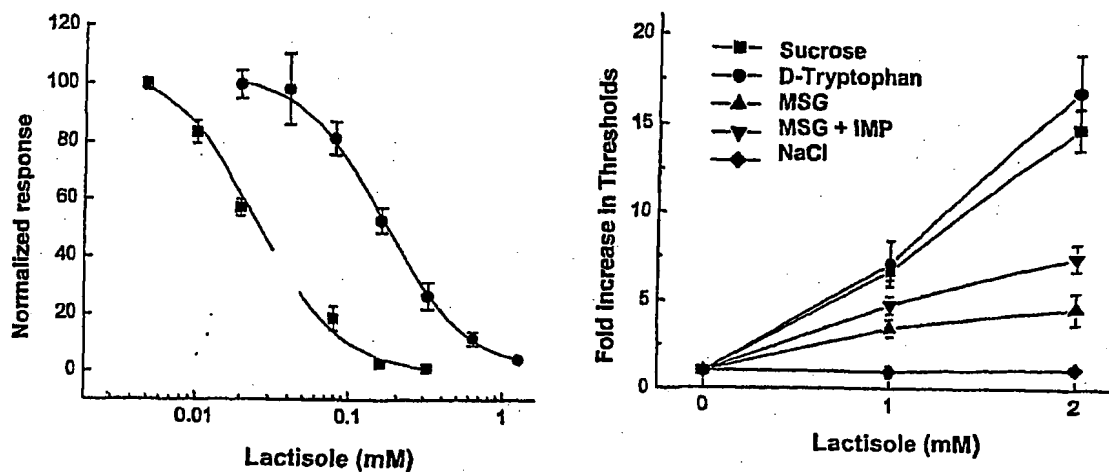 Normalized response
120
100
80
60
40
20
0
0.01
0.1
1
Lactisole (mM)
Fold Increase in Thresholds
20
15
10
5
0
Sucrose
D-Tryptophan
MSG
MSG + IMP
NaCl
0
1
2
Lactisole (mM)